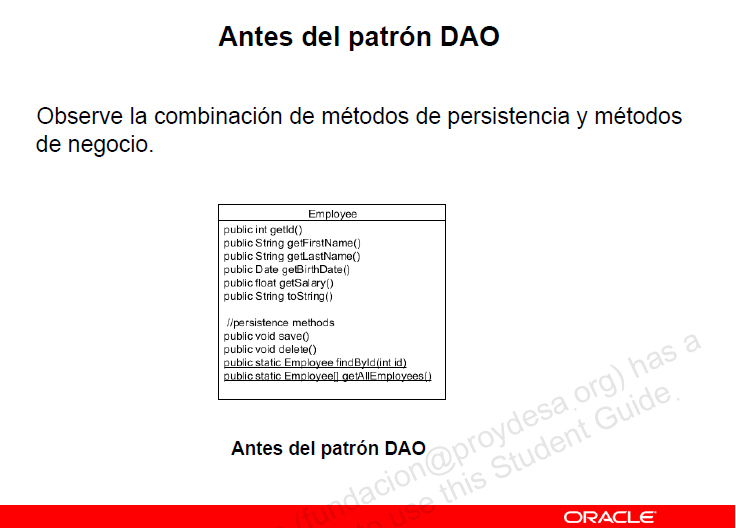 Antes del patrón DAO
Observe la combinación de métodos de persistencia y métodos
de negocio.
Employee
public int getId()
public String getFirstName()
public String getLastName()
public Date getBirthDate()
public float getSalary()
public String toString()
//persistence methods
public void save()
public void delete()
public static Employee findById(int id)
public static Employee[] getAllEmployees()
Antes del patrón DAO
(fundacion@proydesa.org) has a
to use this Student Guide.
ORACLE